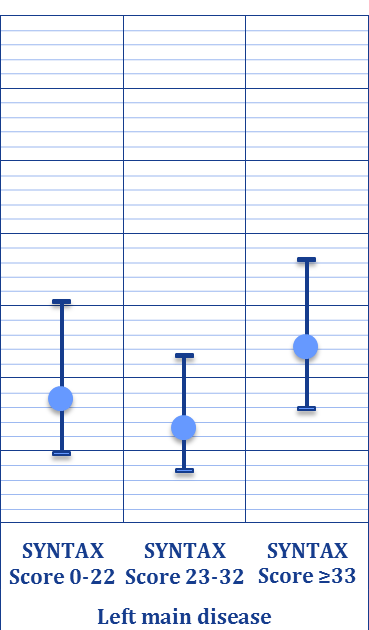 SYNTAX SYNTAX SYNTAX
Score 0-22 Score 23-32 Score ≥33
Left main disease